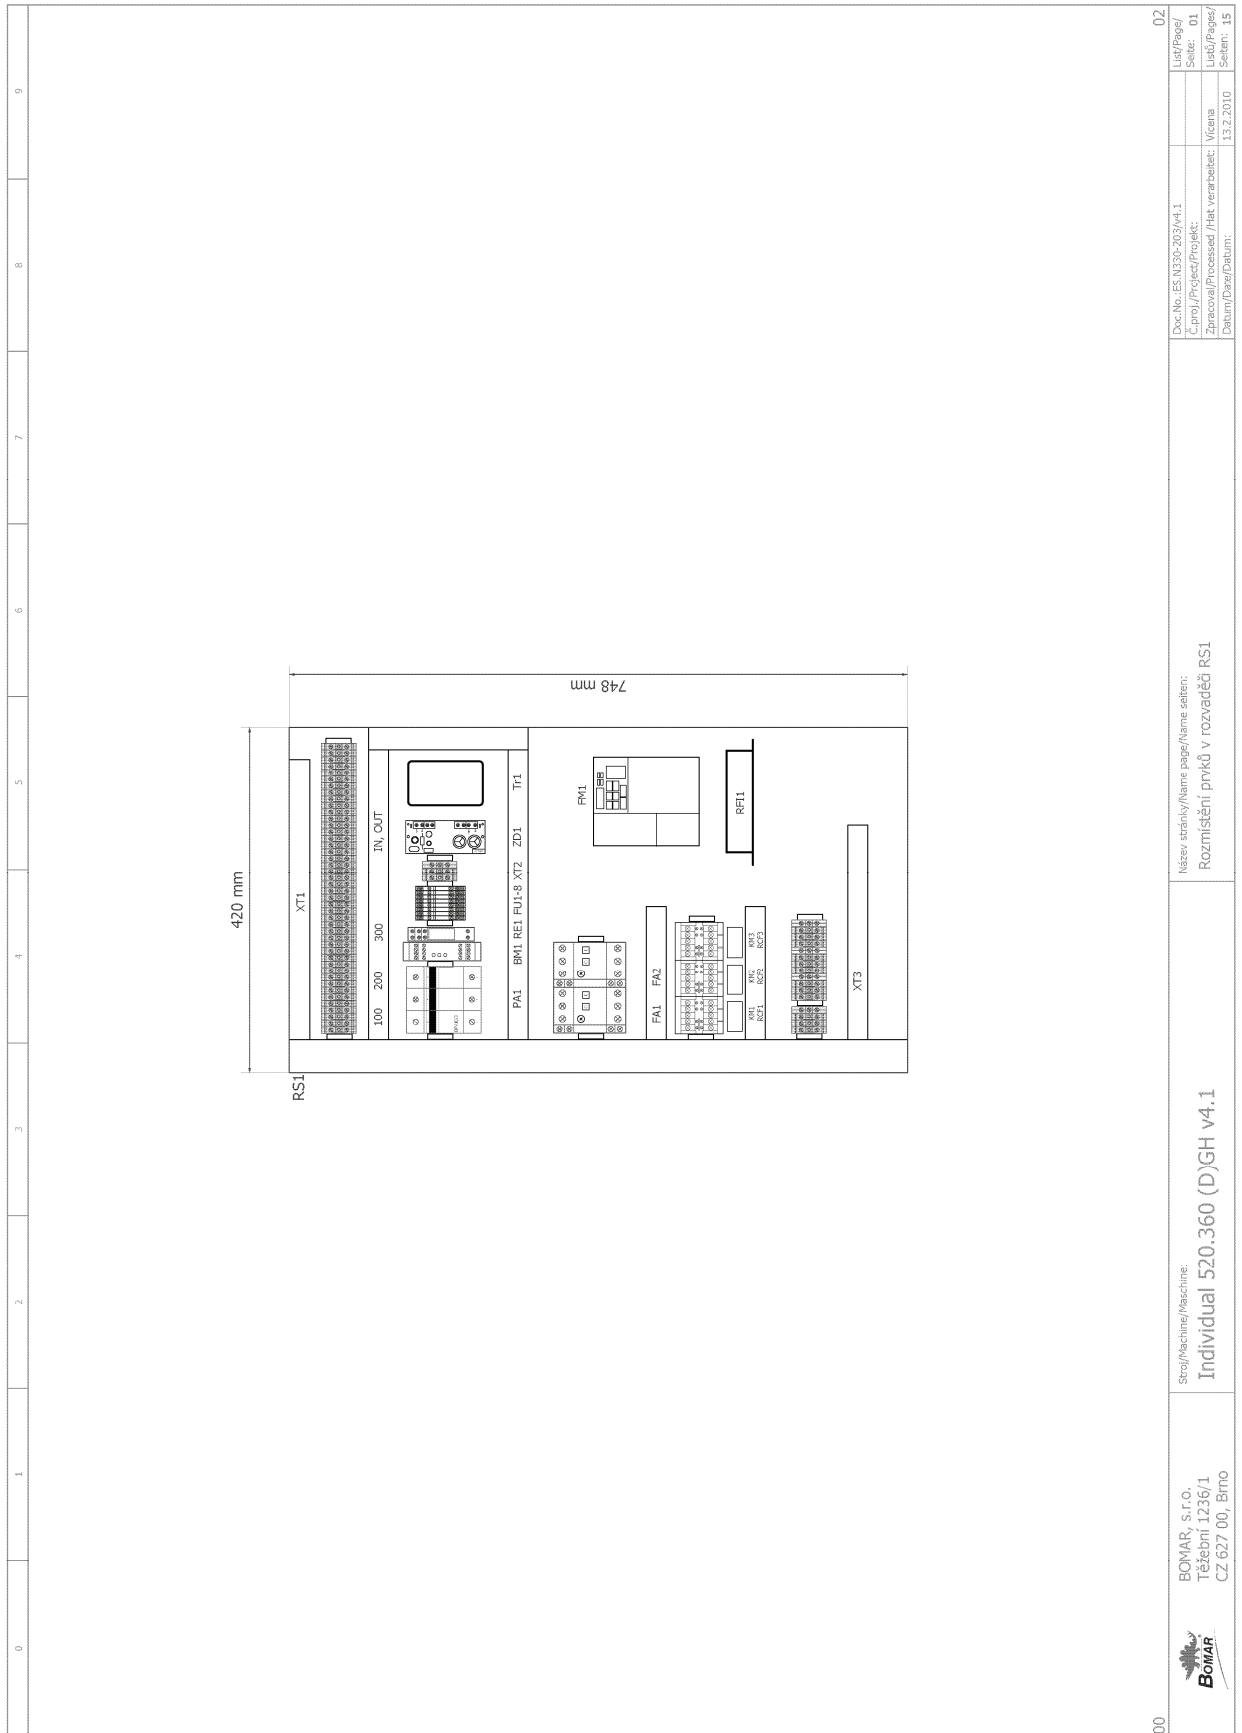 0 1 2 3 4 5 6 7 8 9
420 mm
748 mm
RS1
XT1
100 200 300 IN, OUT
PA1 BM1 RE1 FU1-8 XT2 ZD1 Tr1
FM1
FA1 FA2
RFI1
KM1 KM2 KM3
RCF1 RCF2 RCF3
XT3
00
02
BOMAR
BOMAR, s.r.o.
Těžební 1236/1
CZ 627 00, Brno
Stroj/Machine/Maschine:
Individual 520.360 (D)GH v4.1
Název stránky/Name page/Name seiten:
Rozmístění prvků v rozvaděči RS1
Doc.No.:ES.N330-203/v4.1
Č.proj./Project/Projekt:
Zpracoval/Processed /Hat verarbeitet: Vicena
Datum/Date/Datum: 13.2.2010
List/Page/
Seite: 01
Listů/Pages/
Seiten: 15